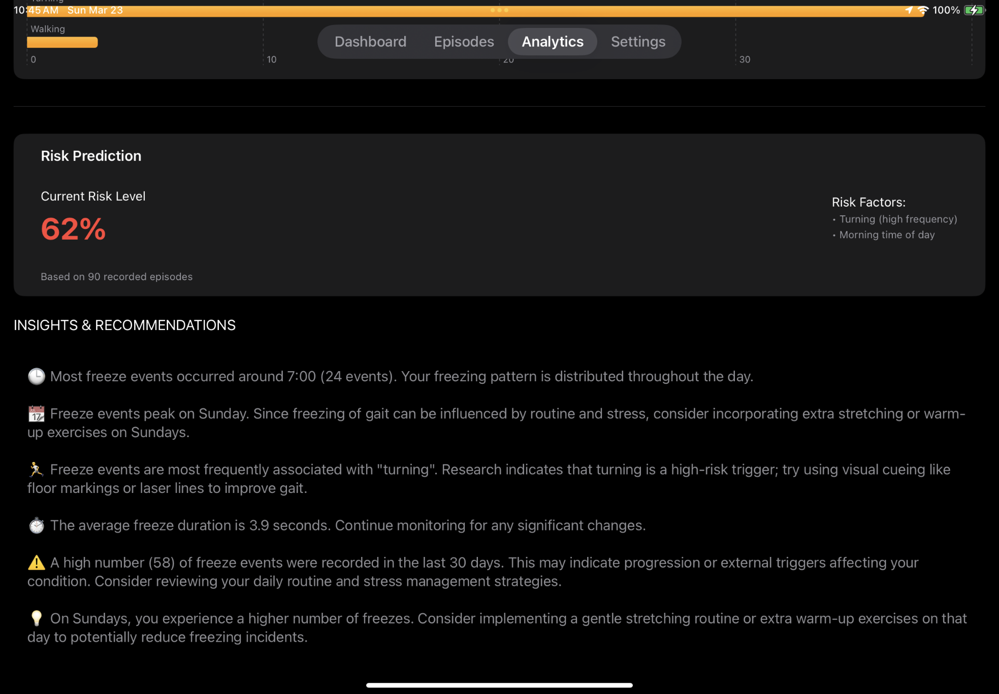 Turning
10:45 AM Sun Mar 23
100%
Walking
Dashboard Episodes Analytics Settings
0 10 20 30
Risk Prediction
Current Risk Level
62%
Risk Factors:
• Turning (high frequency)
• Morning time of day
Based on 90 recorded episodes
INSIGHTS & RECOMMENDATIONS
🕒 Most freeze events occurred around 7:00 (24 events). Your freezing pattern is distributed throughout the day.
📆 Freeze events peak on Sunday. Since freezing of gait can be influenced by routine and stress, consider incorporating extra stretching or warm-
up exercises on Sundays.
🏃 Freeze events are most frequently associated with "turning". Research indicates that turning is a high-risk trigger; try using visual cueing like
floor markings or laser lines to improve gait.
⏱ The average freeze duration is 3.9 seconds. Continue monitoring for any significant changes.
⚠️ A high number (58) of freeze events were recorded in the last 30 days. This may indicate progression or external triggers affecting your
condition. Consider reviewing your daily routine and stress management strategies.
💡 On Sundays, you experience a higher number of freezes. Consider implementing a gentle stretching routine or extra warm-up exercises on that
day to potentially reduce freezing incidents.